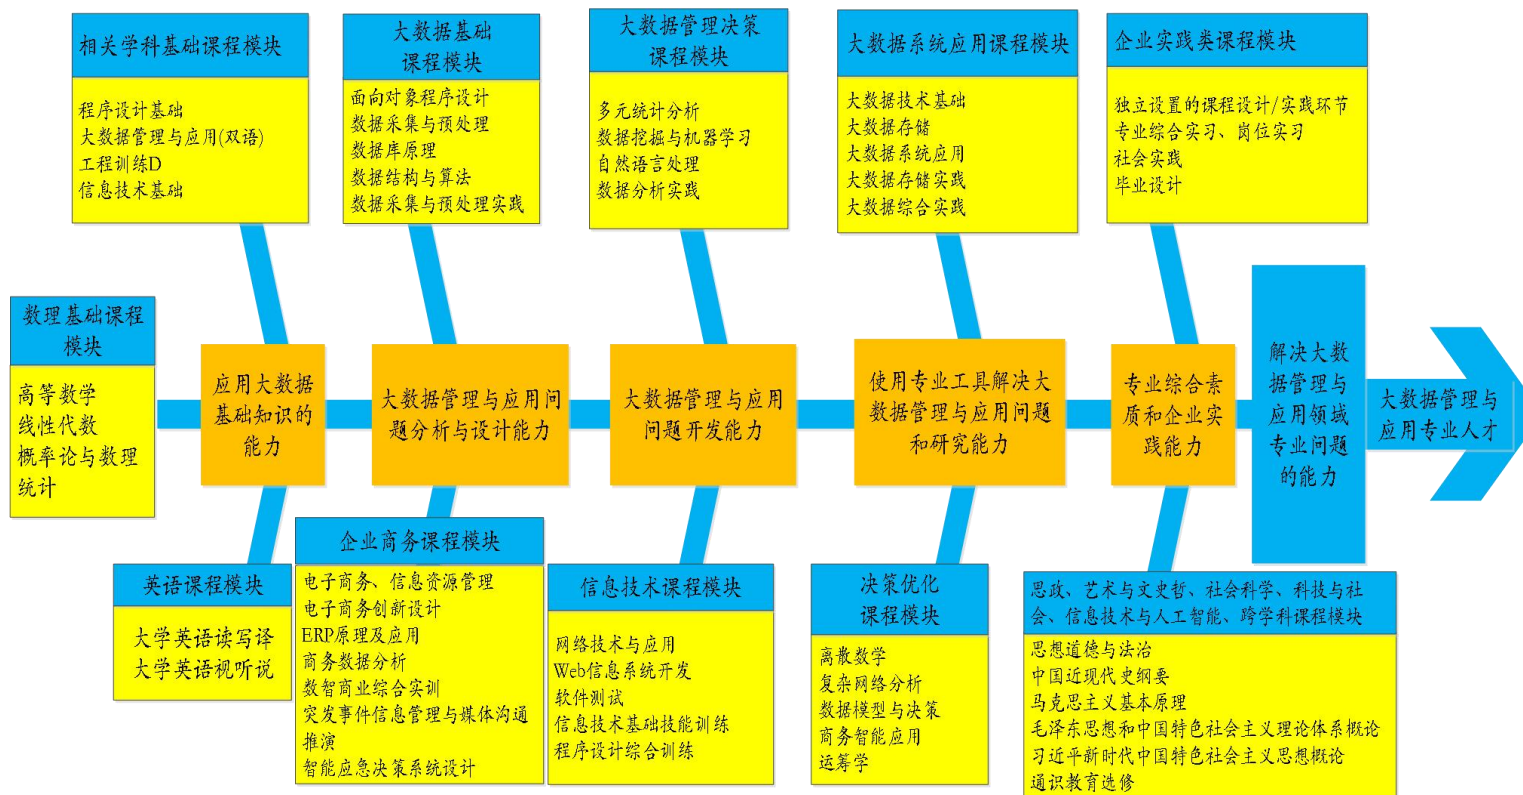 相关学科基础课程模块
程序设计基础
大数据管理与应用(双语)
工程训练D
信息技术基础
大数据基础
课程模块
面向对象程序设计
数据采集与预处理
数据库原理
数据结构与算法
数据采集与预处理实践
大数据管理决策
课程模块
多元统计分析
数据挖掘与机器学习
自然语言处理
数据分析实践
大数据系统应用课程模块
大数据技术基础
大数据存储
大数据系统应用
大数据存储实践
大数据综合实践
企业实践类课程模块
独立设置的课程设计/实践环节
专业综合实习、岗位实习
社会实践
毕业设计
数理基础课程
模块
高等数学
线性代数
概率论与数理
统计
应用大数据
基础知识的
能力
大数据管理与应用问
题分析与设计能力
大数据管理与应用
问题开发能力
使用专业工具解决大
数据管理与应用问题
和研究能力
专业综合素
质和企业实
践能力
解决大数
据管理与
应用领域
专业问题
的能力
大数据管理与
应用专业人才
英语课程模块
大学英语读写译
大学英语视听说
企业商务课程模块
电子商务、信息资源管理
电子商务创新设计
ERP原理及应用
商务数据分析
数智商业综合实训
突发事件信息管理与媒体沟通
推演
智能应急决策系统设计
信息技术课程模块
网络技术与应用
Web信息系统开发
软件测试
信息技术基础技能训练
程序设计综合训练
决策优化
课程模块
离散数学
复杂网络分析
数据模型与决策
商务智能应用
运筹学
思政、艺术与文史哲、社会科学、科技与社
会、信息技术与人工智能、跨学科课程模块
思想道德与法治
中国近现代史纲要
马克思主义基本原理
毛泽东思想和中国特色社会主义理论体系概论
习近平新时代中国特色社会主义思想概论
通识教育选修